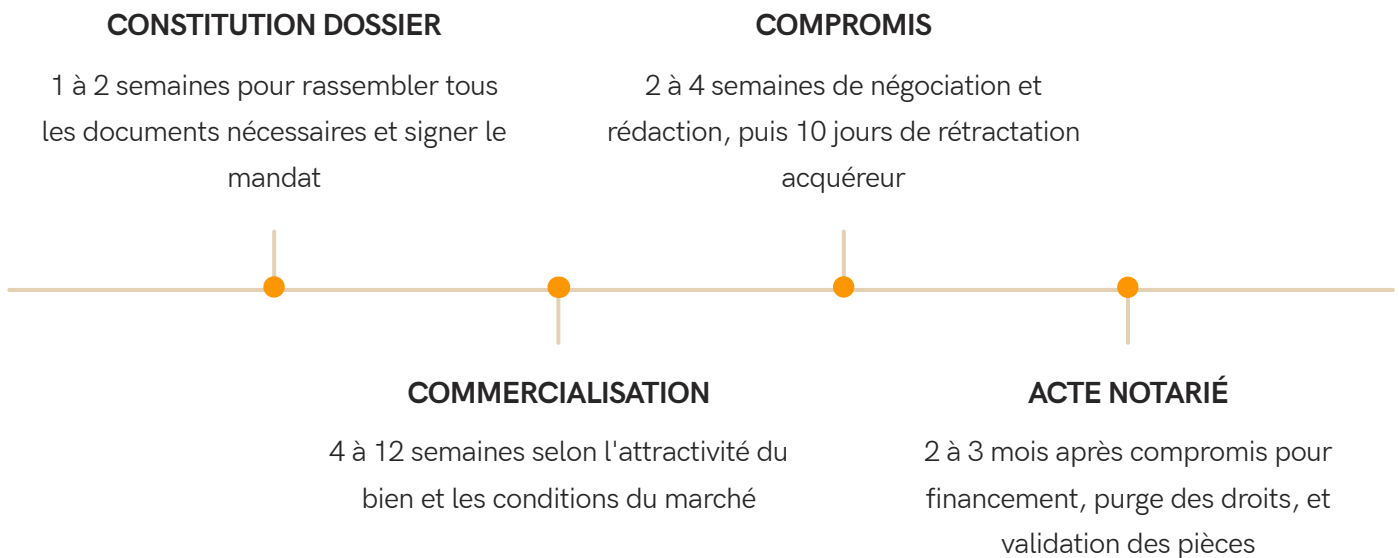 CONSTITUTION DOSSIER
1 à 2 semaines pour rassembler tous
les documents nécessaires et signer le
mandat
COMMERCIALISATION
4 à 12 semaines selon l'attractivité du
bien et les conditions du marché
COMPROMIS
2 à 4 semaines de négociation et
rédaction, puis 10 jours de rétractation
acquéreur
ACTE NOTARIÉ
2 à 3 mois après compromis pour
financement, purge des droits, et
validation des pièces